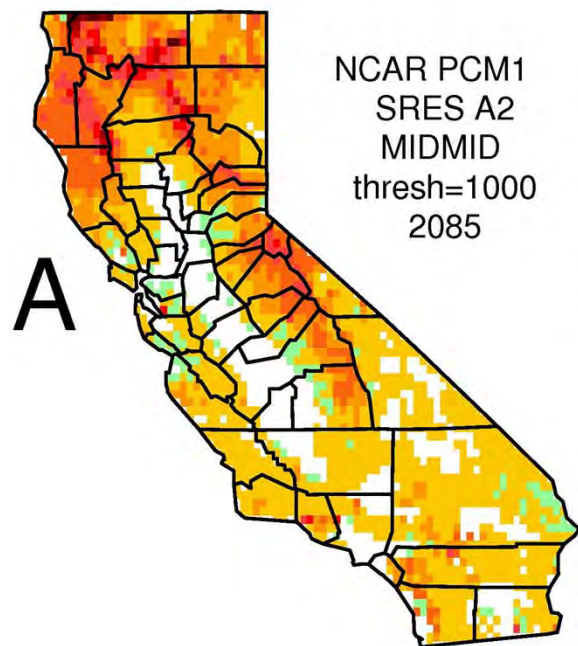 NCAR PCM1
SRES A2
MIDMID
thresh=1000
2085
A